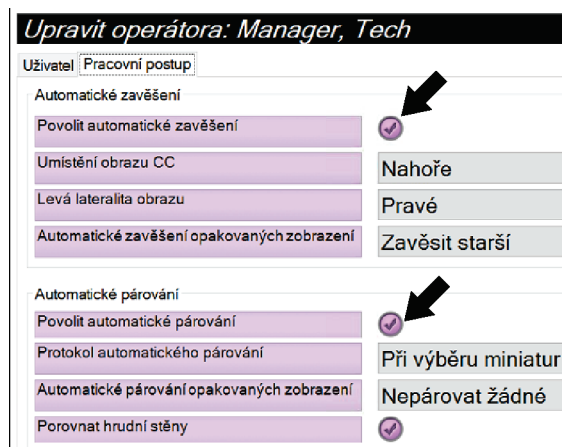 Upravit operátora: Manager, Tech
Uživatel Pracovní postup
Automatické zavěšení
Povolit automatické zavěšení
Umístění obrazu CC Nahoře
Levá lateralita obrazu Pravé
Automatické zavěšení opakovaných zobrazení Zavěsit starší
Automatické párování
Povolit automatické párování
Protokol automatického párování Při výběru miniatur
Automatické párování opakovaných zobrazení Nepárovat žádné
Porovnat hrudní stěny